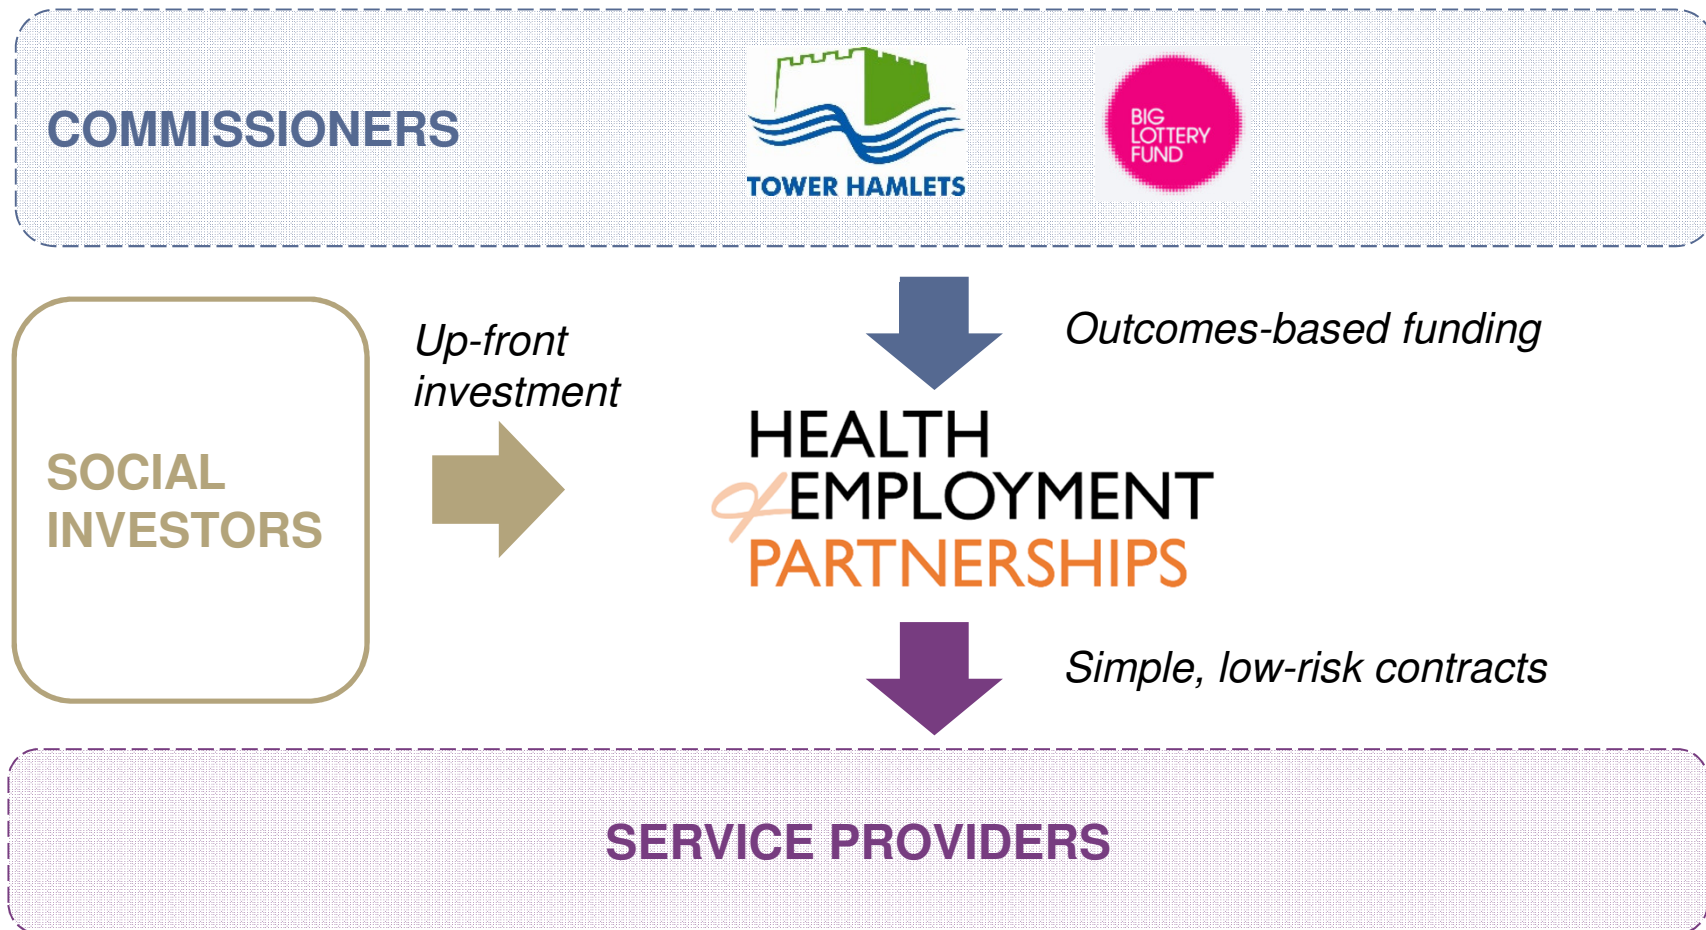 COMMISSIONERS
TOWER HAMLETS
BIG
LOTTERY
FUND
Up-front
investment
Outcomes-based funding
SOCIAL
INVESTORS
HEALTH
&EMPLOYMENT
PARTNERSHIPS
Simple, low-risk contracts
SERVICE PROVIDERS